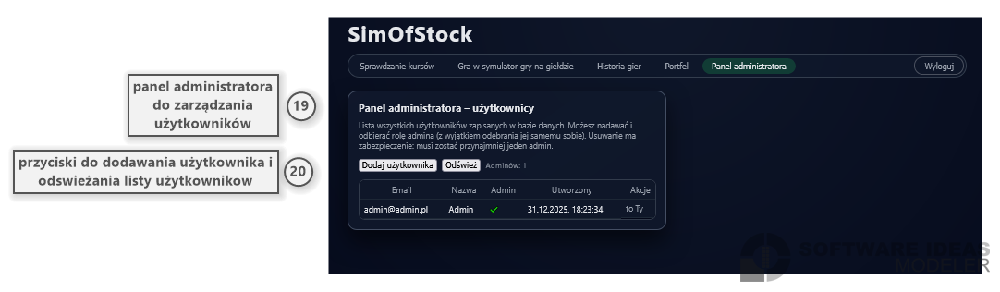 SimOfStock
Sprawdzanie kursów
Gra w symulator gry na giełdzie
Historia gier
Portfel
Panel administratora
Wyloguj
panel administratora
do zarządzania
użytkowników
19
Panel administratora – użytkownicy
Lista wszystkich użytkowników zapisanych w bazie danych. Możesz nadawać i
odbierać rolę admina (z wyjątkiem odebrania jej samemu sobie). Usuwanie ma
zabezpieczenie: musi zostać przynajmniej jeden admin.
przyciski do dodawania użytkownika i
odswieżania listy użytkownikow
20
Dodaj użytkownika
Odśwież
Adminów: 1
Email
Nazwa
Admin
Utworzony
Akcje
admin@admin.pl
Admin
✓
31.12.2025, 18:23:34
to Ty
SOFTWARE IDEAS
MODELER